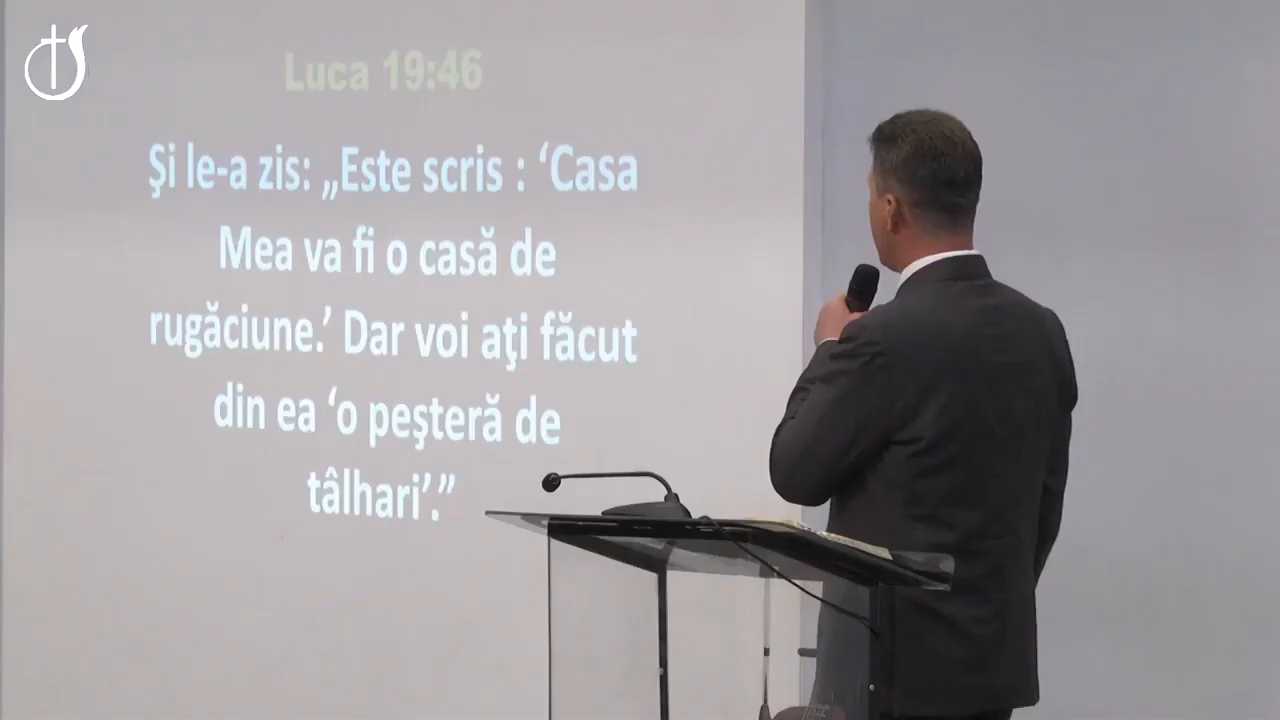 Luca 19:46
Şi le-a zis: „Este scris : ‘Casa
Mea va fi o casă de
rugăciune.’ Dar voi aţi făcut
din ea ‘o peşteră de
tâlhari’.”